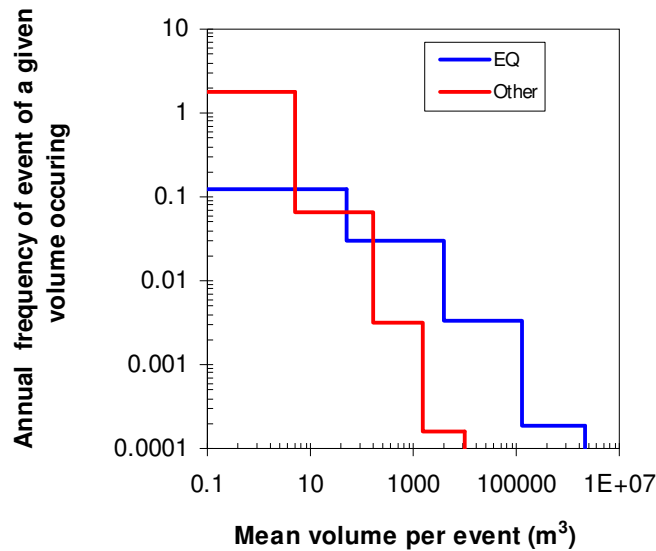 Annual frequency of event of a given
volume occuring
10
1
0.1
0.01
0.001
0.0001
EQ
Other
0.1 10 1000 100000 1E+07
Mean volume per event (m³)